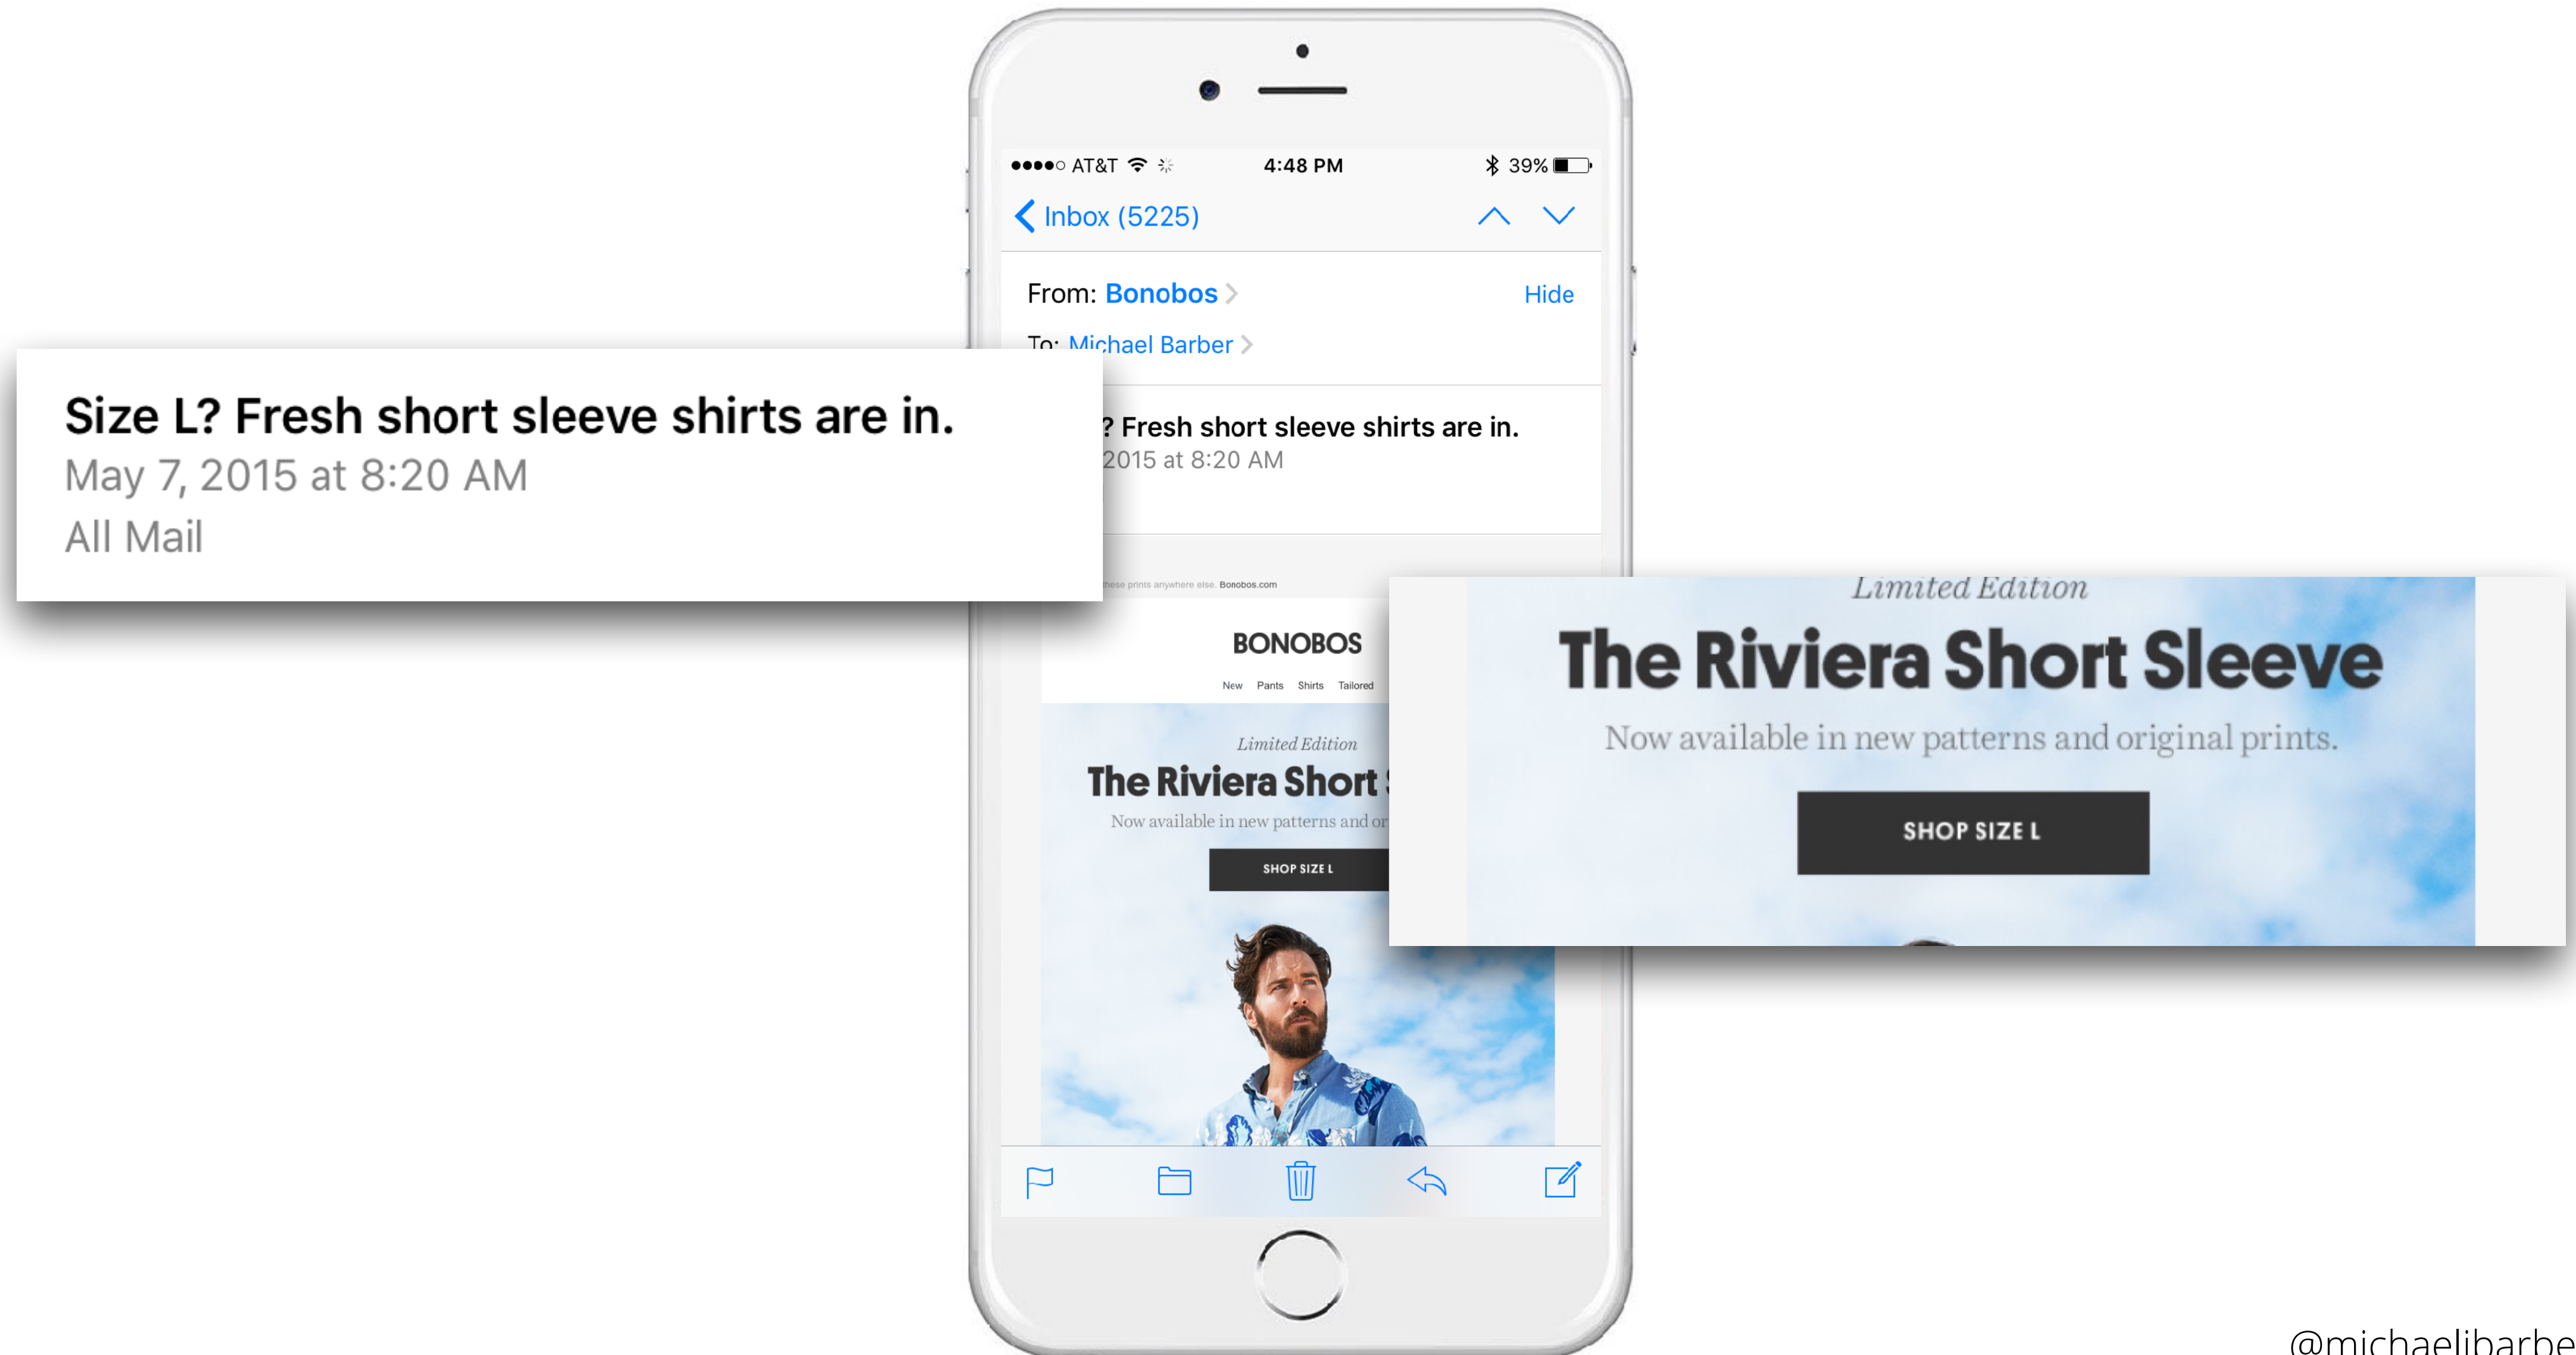 AT&T 4:48 PM 39%
Inbox (5225)
From: Bonobos Hide
To: Michael Barber
Size L? Fresh short sleeve shirts are in.
May 7, 2015 at 8:20 AM
All Mail
? Fresh short sleeve shirts are in.
2015 at 8:20 AM
these prints anywhere else. Bonobos.com
BONOBOS
New Pants Shirts Tailored
Limited Edition
The Riviera Short
Now available in new patterns and or
SHOP SIZE L
Limited Edition
The Riviera Short Sleeve
Now available in new patterns and original prints.
SHOP SIZE L
@michaeljbarbe